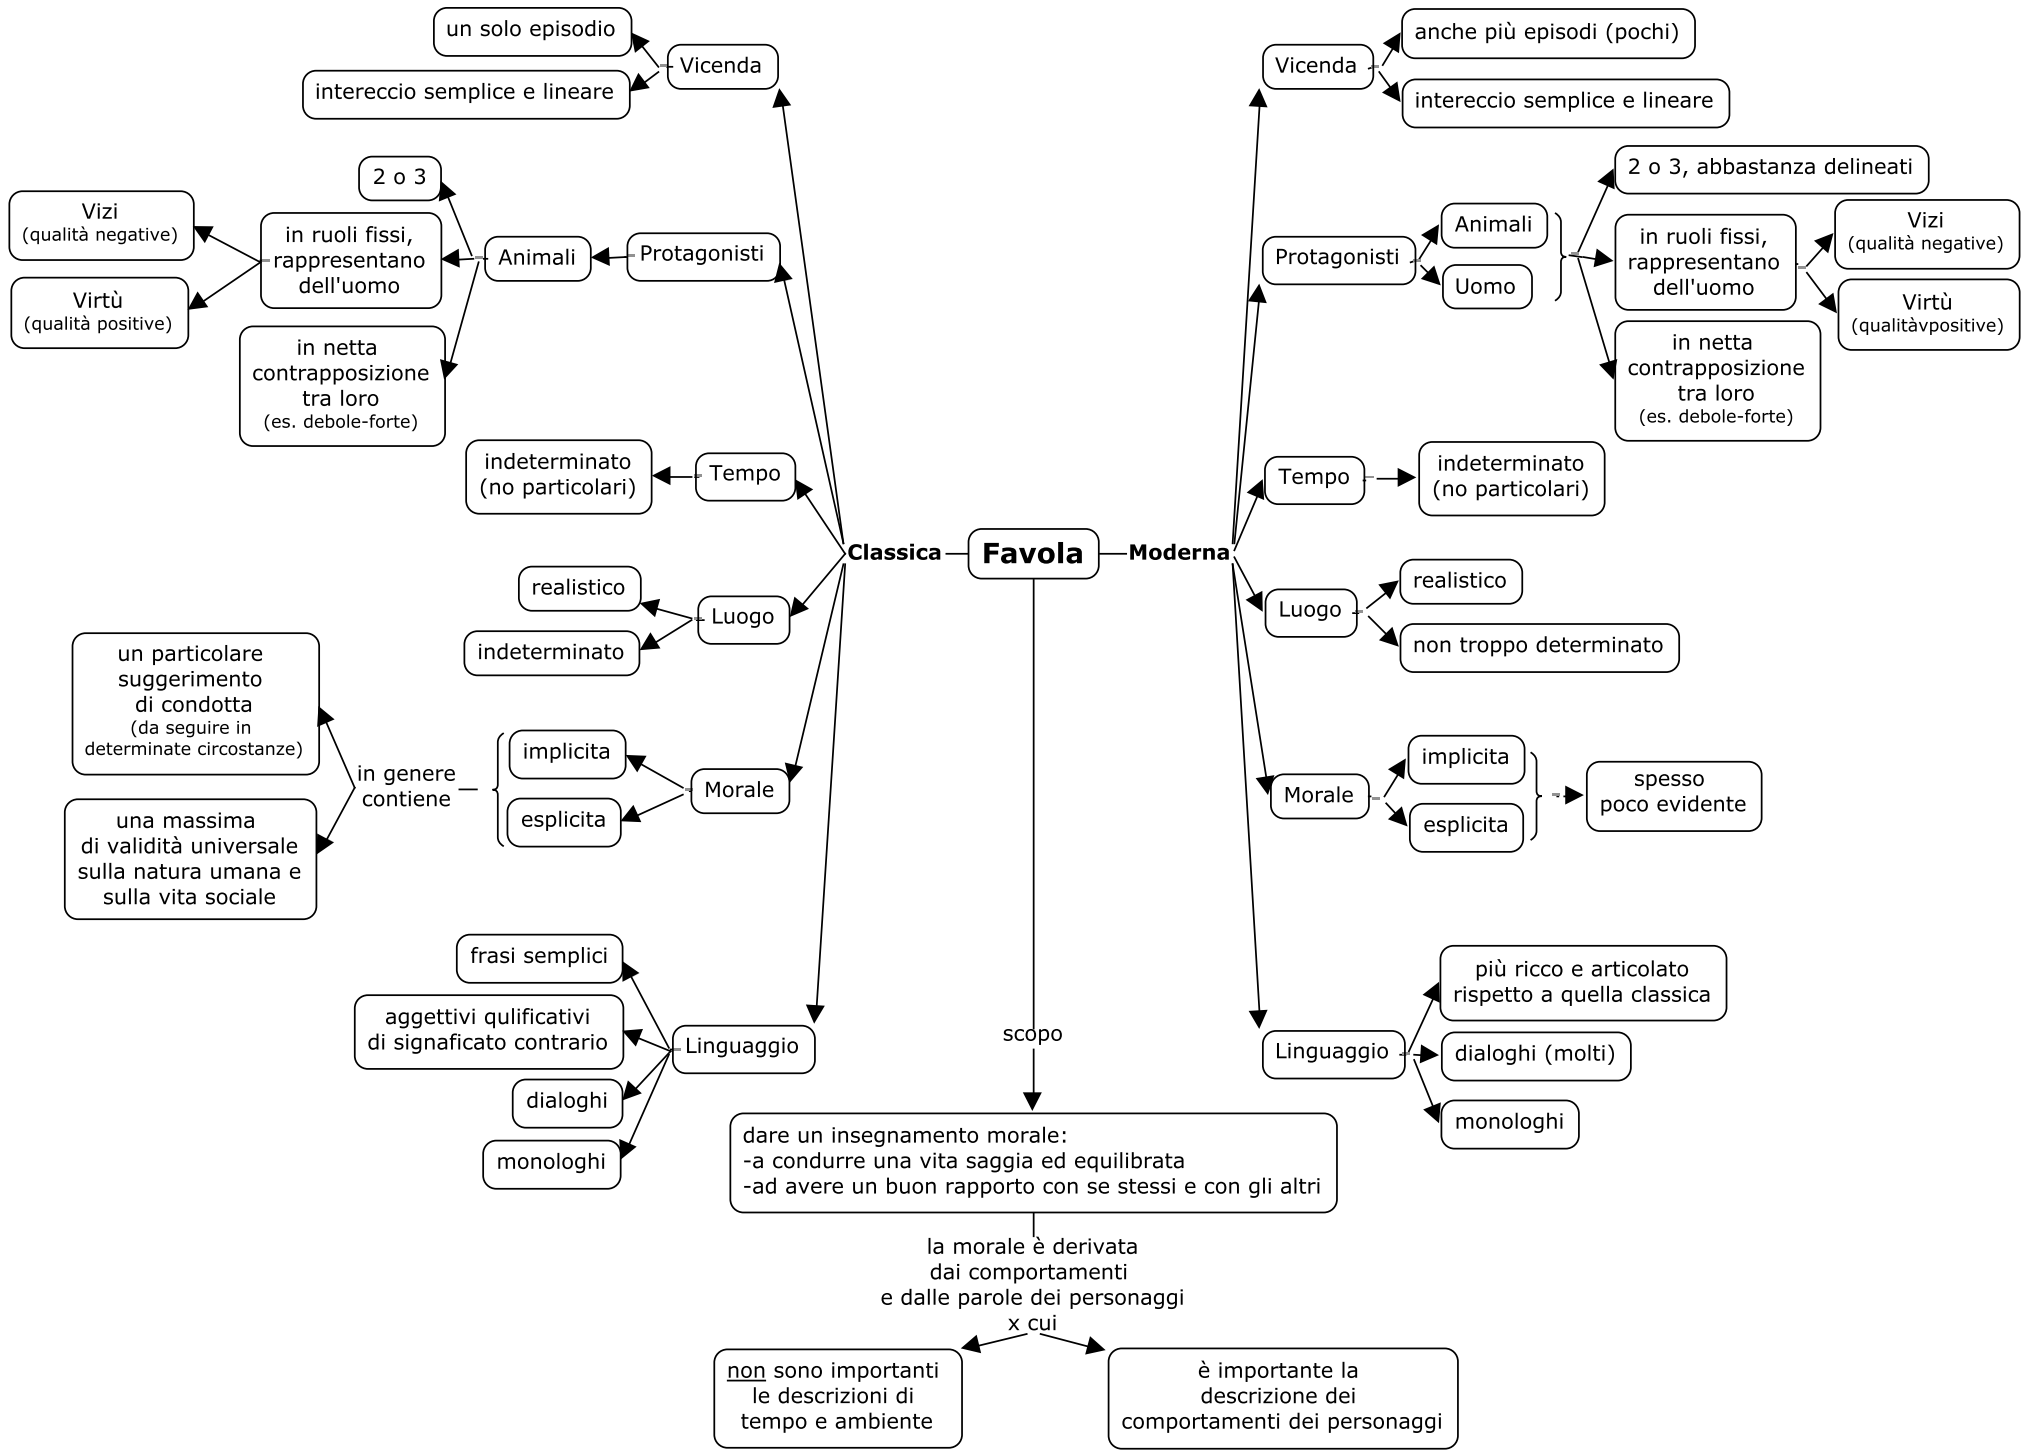 Favola
Classica
Vicenda
un solo episodio
intereccio semplice e lineare
Protagonisti
Animali
2 o 3
in ruoli fissi,
rappresentano
dell'uomo
Vizi
(qualità negative)
Virtù
(qualità positive)
in netta
contrapposizione
tra loro
(es. debole-forte)
Tempo
indeterminato
(no particolari)
Luogo
realistico
indeterminato
Morale
implicita
esplicita
in genere
contiene
un particolare
suggerimento
di condotta
(da seguire in
determinate circostanze)
una massima
di validità universale
sulla natura umana e
sulla vita sociale
Linguaggio
frasi semplici
aggettivi qulificativi
di signaficato contrario
dialoghi
monologhi
Moderna
Vicenda
anche più episodi (pochi)
intereccio semplice e lineare
Protagonisti
Animali
Uomo
2 o 3, abbastanza delineati
in ruoli fissi,
rappresentano
dell'uomo
Vizi
(qualità negative)
Virtù
(qualitàvpositive)
in netta
contrapposizione
tra loro
(es. debole-forte)
Tempo
indeterminato
(no particolari)
Luogo
realistico
non troppo determinato
Morale
implicita
esplicita
spesso
poco evidente
Linguaggio
più ricco e articolato
rispetto a quella classica
dialoghi (molti)
monologhi
scopo
dare un insegnamento morale:
-a condurre una vita saggia ed equilibrata
-ad avere un buon rapporto con se stessi e con gli altri
la morale è derivata
dai comportamenti
e dalle parole dei personaggi
x cui
non sono importanti
le descrizioni di
tempo e ambiente
è importante la
descrizione dei
comportamenti dei personaggi